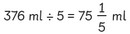 376 ml ÷ 5 = 75 1/5 ml